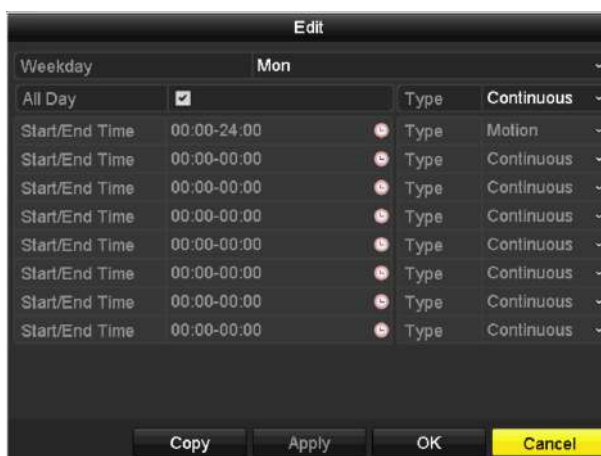 Edit
Weekday Mon
All Day Type Continuous
Start/End Time 00:00-24:00 Type Motion
Start/End Time 00:00-00:00 Type Continuous
Start/End Time 00:00-00:00 Type Continuous
Start/End Time 00:00-00:00 Type Continuous
Start/End Time 00:00-00:00 Type Continuous
Start/End Time 00:00-00:00 Type Continuous
Start/End Time 00:00-00:00 Type Continuous
Start/End Time 00:00-00:00 Type Continuous
Copy Apply OK Cancel